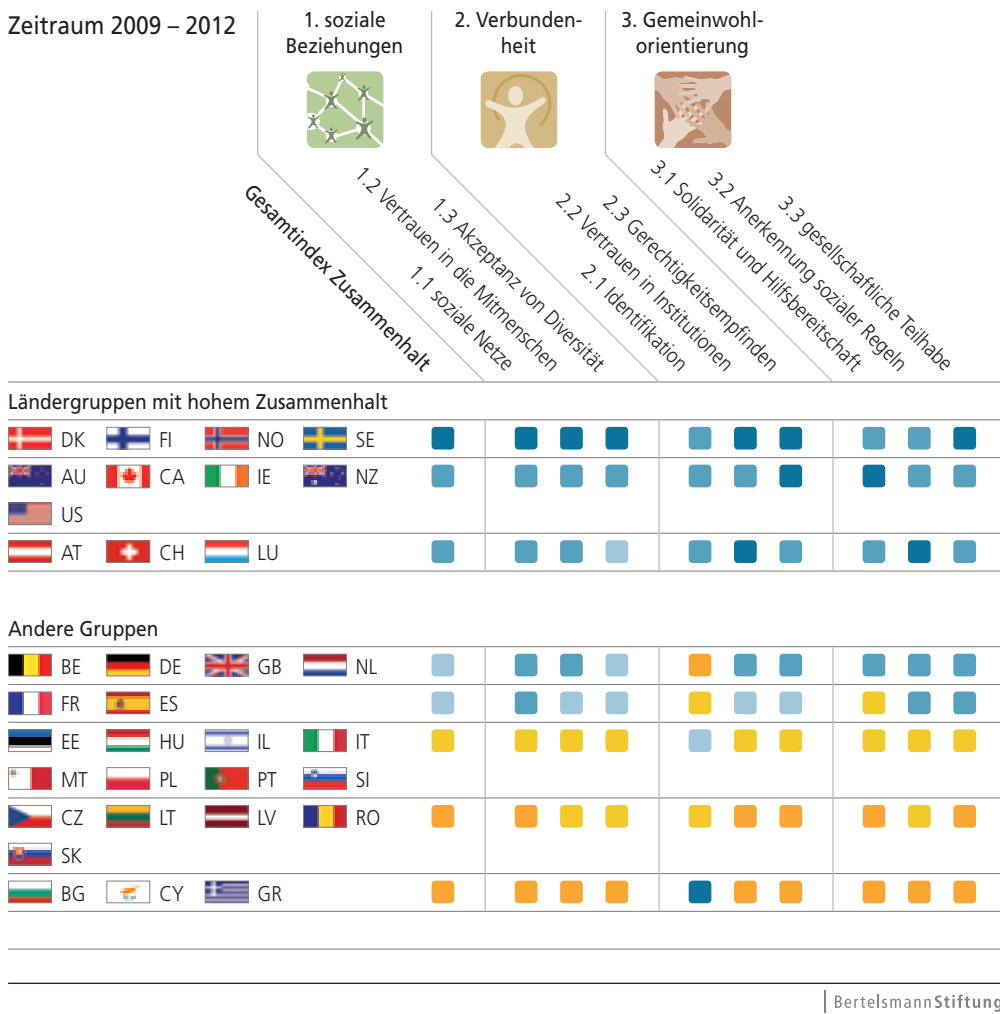 Zeitraum 2009 – 2012
1. soziale
Beziehungen
2. Verbunden-
heit
3. Gemeinwohl-
orientierung
Gesamtindex Zusammenhalt
1.1 soziale Netze
1.2 Vertrauen in die Mitmenschen
1.3 Akzeptanz von Diversität
2.1 Identifikation
2.2 Vertrauen in Institutionen
2.3 Gerechtigkeitsempfinden
3.1 Solidarität und Hilfsbereitschaft
3.2 Anerkennung sozialer Regeln
3.3 gesellschaftliche Teilhabe
Ländergruppen mit hohem Zusammenhalt
DK FI NO SE
AU CA IE NZ
US
AT CH LU
Andere Gruppen
BE DE GB NL
FR ES
EE HU IL IT
MT PL PT SI
CZ LT LV RO
SK
BG CY GR
BertelsmannStiftung